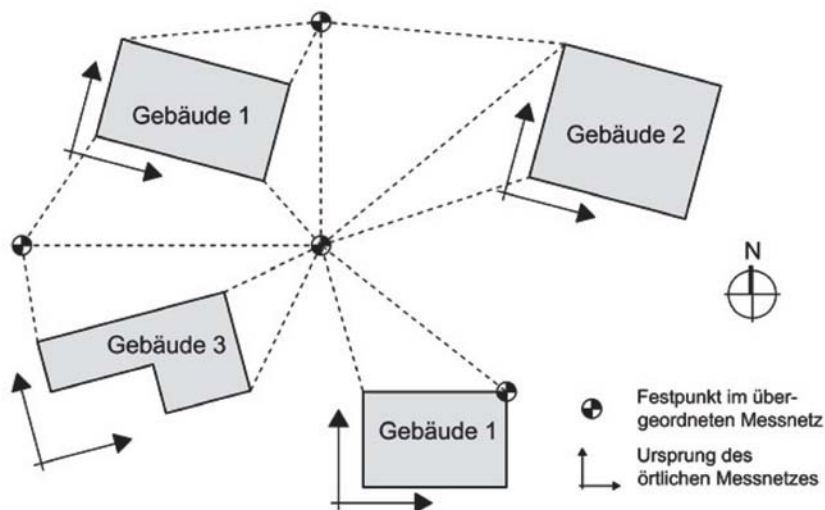 Gebäude 1
Gebäude 2
N
Gebäude 3
Gebäude 1
Festpunkt im über-
geordneten Messnetz
Ursprung des
örtlichen Messnetzes